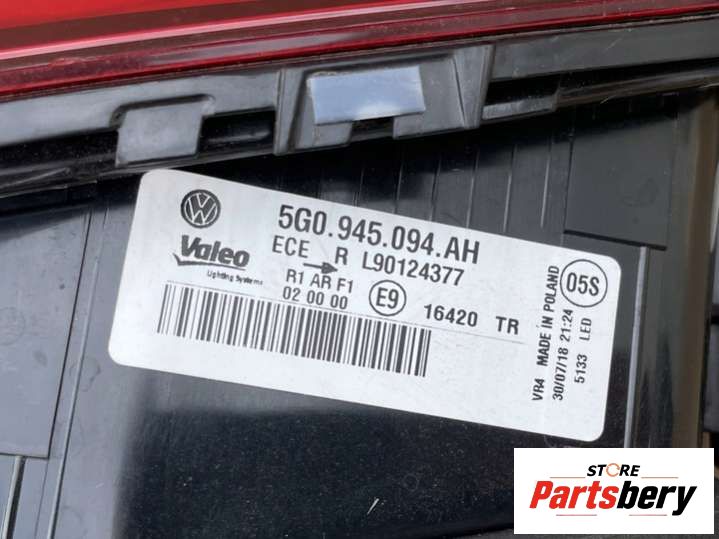 5G0.945.094.AH
Valeo
Lighting Systems
ECE R L90124377
R1 AR F1
02 00 00
E9
16420 TR
VR4 MADE IN POLAND
30/07/18 21:24
5133 LED
05S
STORE
Partsbery